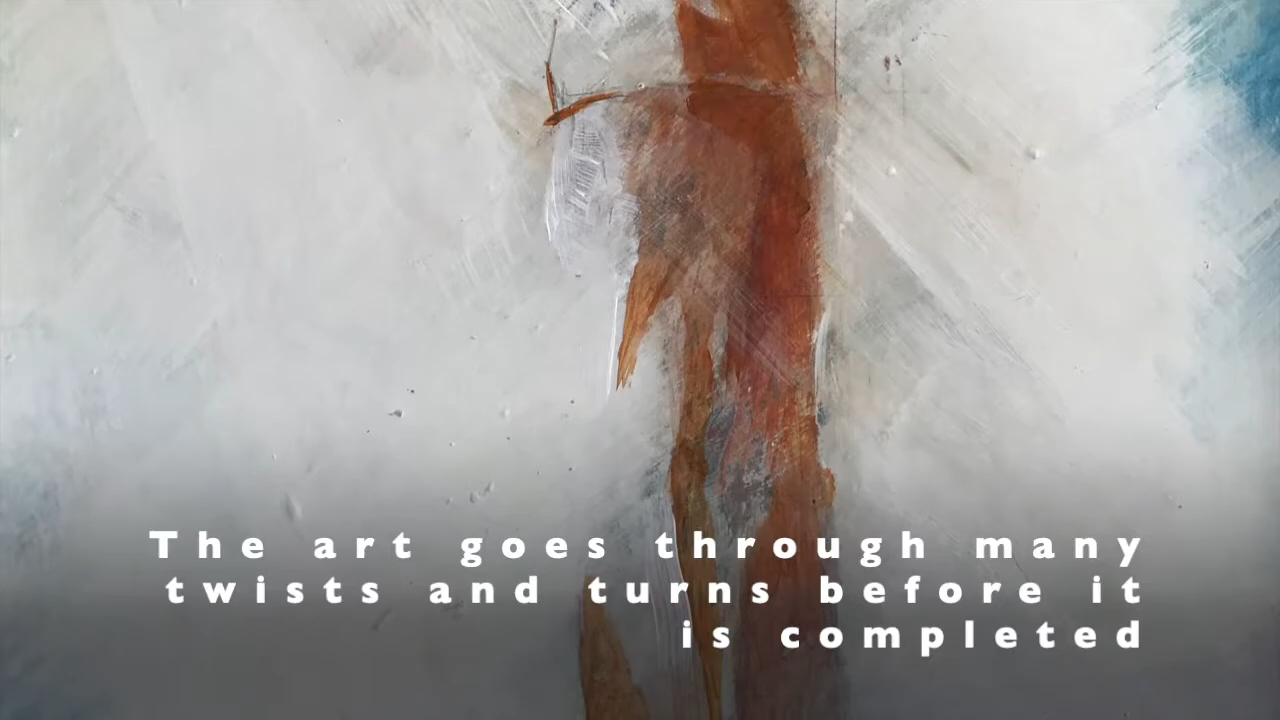 The art goes through many
twists and turns before it
is completed